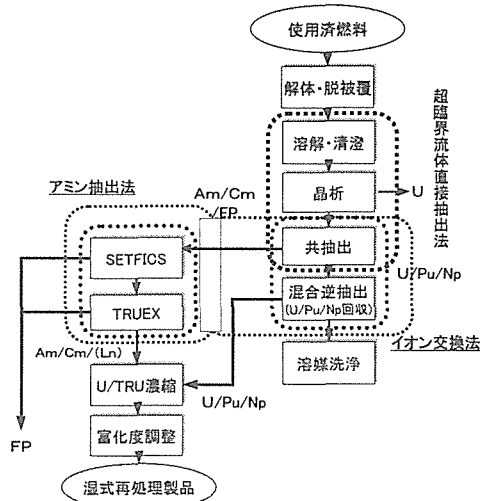 使用済燃料
解体・脱被覆
超臨界流体直接抽出法
溶解・清澄
晶析
U
アミン抽出法
Am/Cm
/FP
共抽出
SETFICS
U/Pu/Np
混合逆抽出
(U/Pu/Np回収)
TRUEX
イオン交換法
Am/Cm/(Ln)
溶媒洗浄
U/TRU濃縮
U/Pu/Np
FP
富化度調整
湿式再処理製品